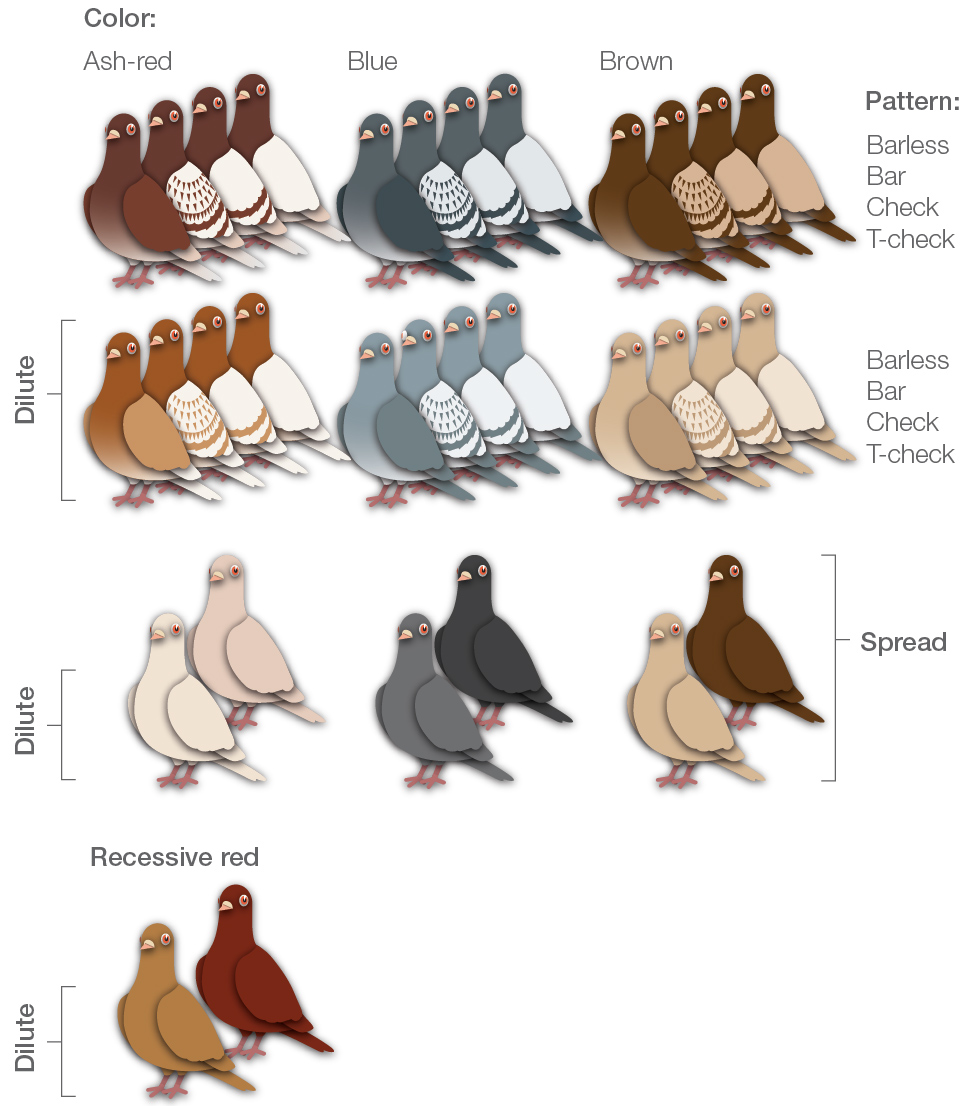 Color:
Ash-red
Blue
Brown
Pattern:
Barless
Bar
Check
T-check
Dilute
Barless
Bar
Check
T-check
Spread
Dilute
Recessive red
Dilute